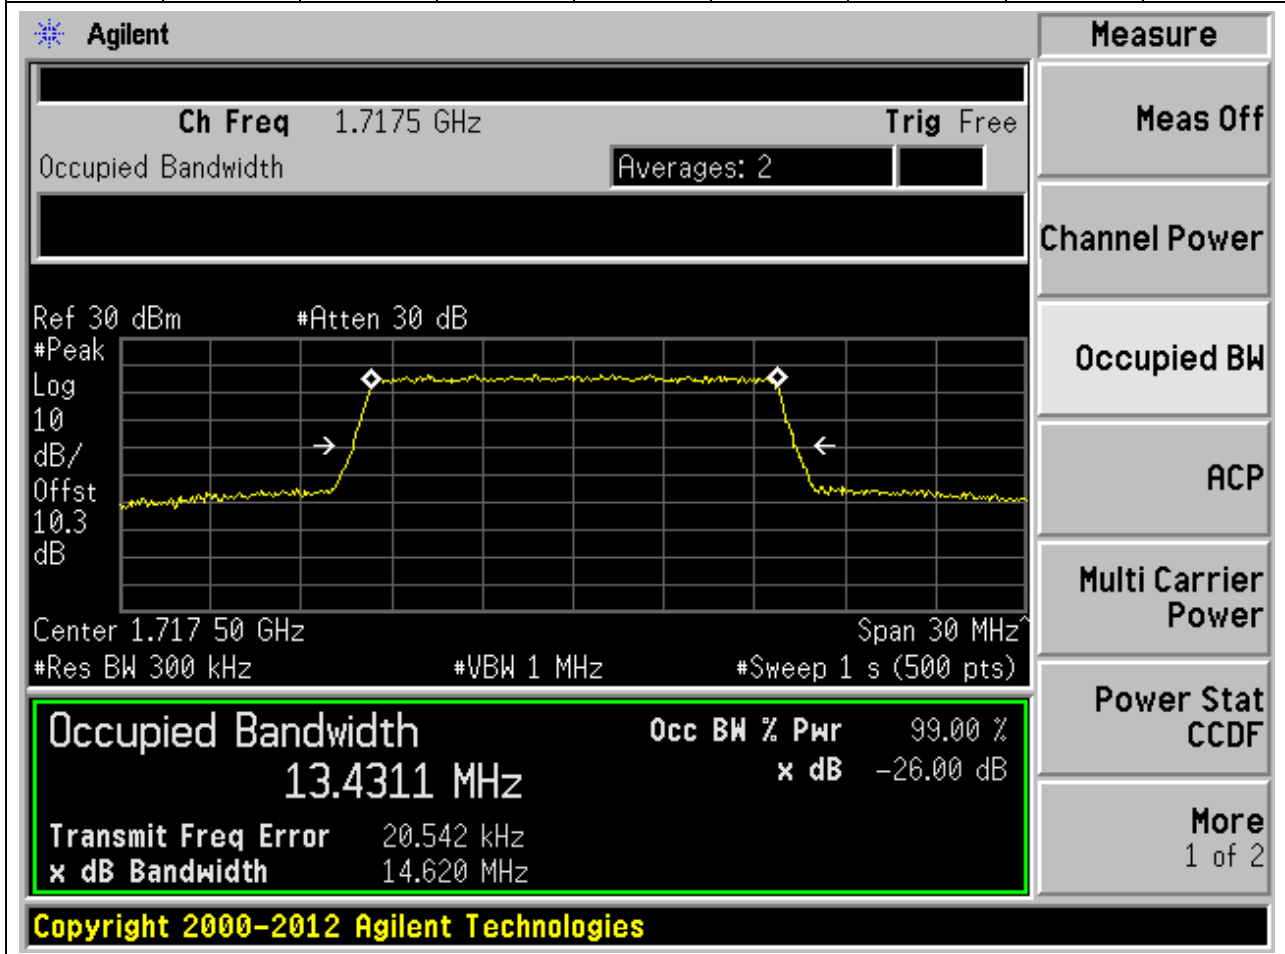 Agilent
Measure
Ch Freq 1.7175 GHz Trig Free
Occupied Bandwidth Averages: 2
Meas Off
Channel Power
Occupied BW
ACP
Multi Carrier
Power
Power Stat
CCDF
More
1 of 2
Ref 30 dBm #Atten 30 dB
#Peak
Log
10
dB/
Offst
10.3
dB
Center 1.717 50 GHz Span 30 MHz^
#Res BW 300 kHz #VBW 1 MHz #Sweep 1 s (500 pts)
Occupied Bandwidth Occ BW % Pwr 99.00 %
13.4311 MHz x dB -26.00 dB
Transmit Freq Error 20.542 kHz
x dB Bandwidth 14.620 MHz
Copyright 2000-2012 Agilent Technologies